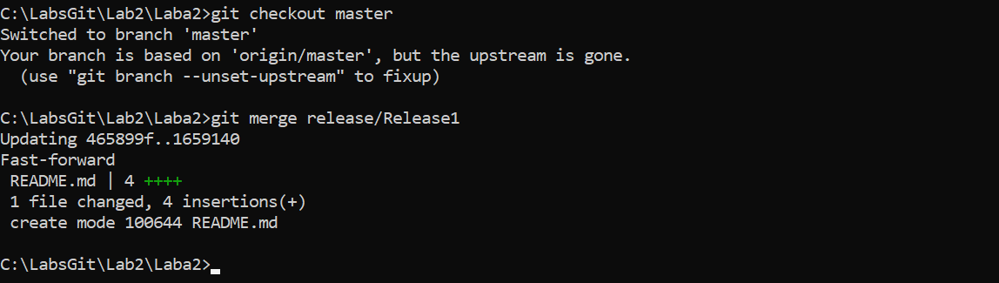 C:\LabsGit\Lab2\Laba2>git checkout master
Switched to branch 'master'
Your branch is based on 'origin/master', but the upstream is gone.
  (use "git branch --unset-upstream" to fixup)
C:\LabsGit\Lab2\Laba2>git merge release/Release1
Updating 465899f..1659140
Fast-forward
 README.md | 4 ++++
 1 file changed, 4 insertions(+)
 create mode 100644 README.md
C:\LabsGit\Lab2\Laba2>